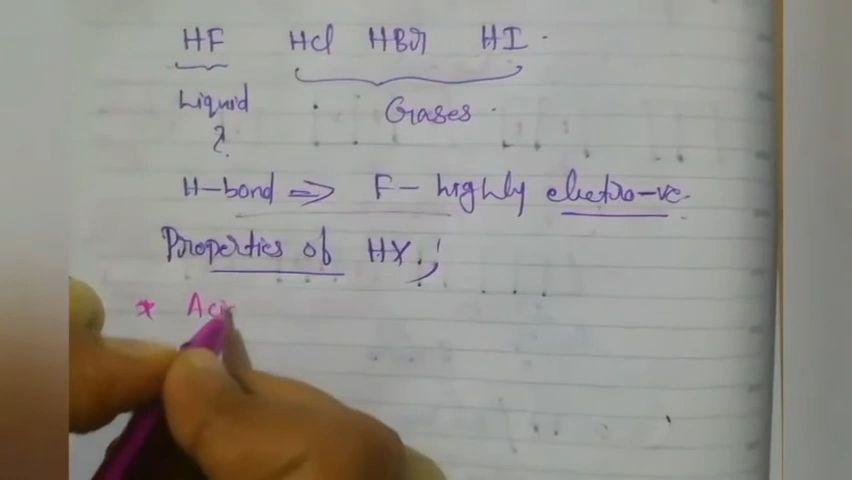 HF HCl HBr HI.
Liquid Gases.
?
H-bond ⇒ F - highly electro-ve.
Properties of HX,
* Aci